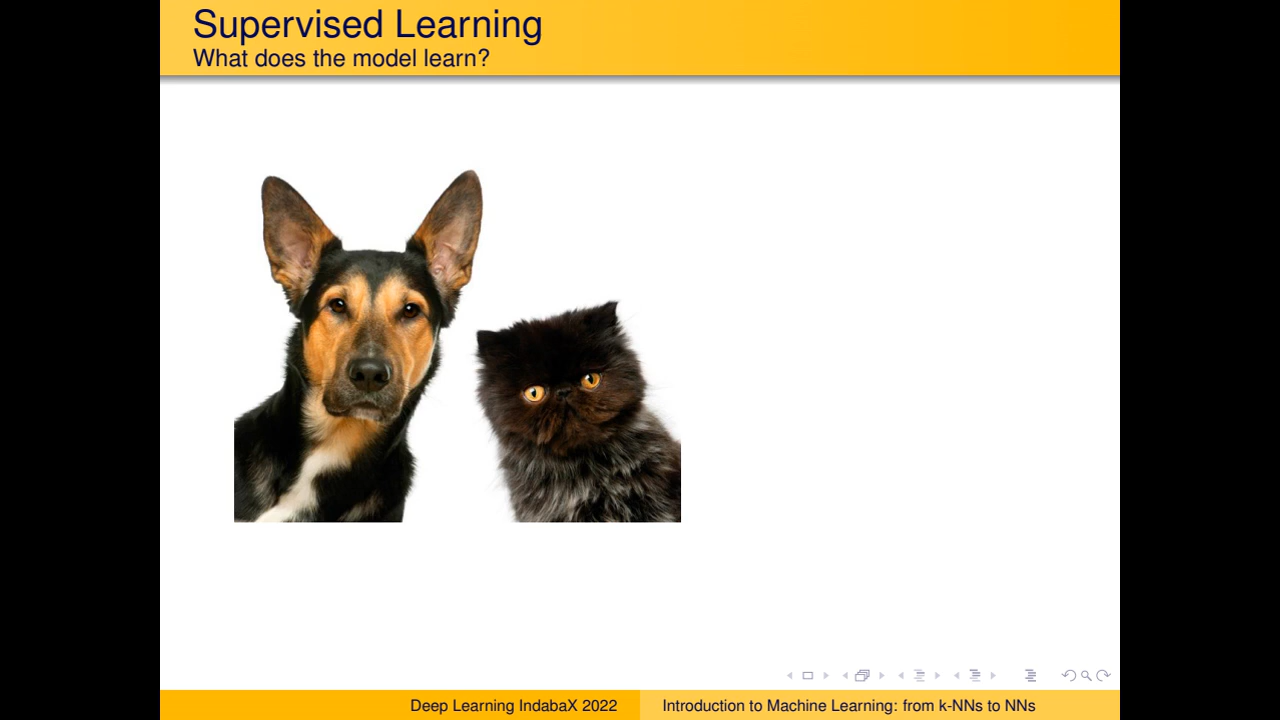 Supervised Learning
What does the model learn?
Deep Learning IndabaX 2022
Introduction to Machine Learning: from k-NNs to NNs